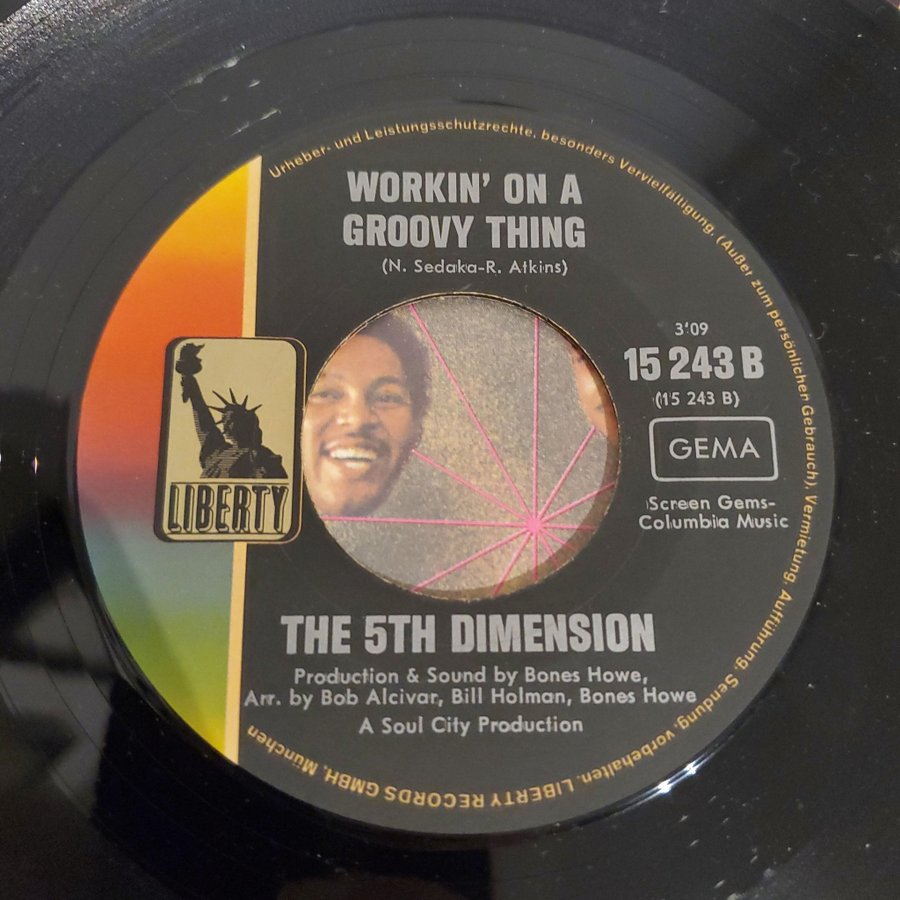 Urheber- und Leistungsschutzrechte, besonders Vervielfältigung, (Außer zum persönlichen Gebrauch), Vermietung, Aufführung, Sendung, vorbehalten. LIBERTY RECORDS GMBH, München
WORKIN' ON A
GROOVY THING
(N. Sedaka-R. Atkins)
3'09
15 243 B
(15 243 B)
GEMA
Screen Gems-
Columbia Music
LIBERTY
THE 5TH DIMENSION
Production & Sound by Bones Howe,
Arr. by Bob Alcivar, Bill Holman, Bones Howe
A Soul City Production